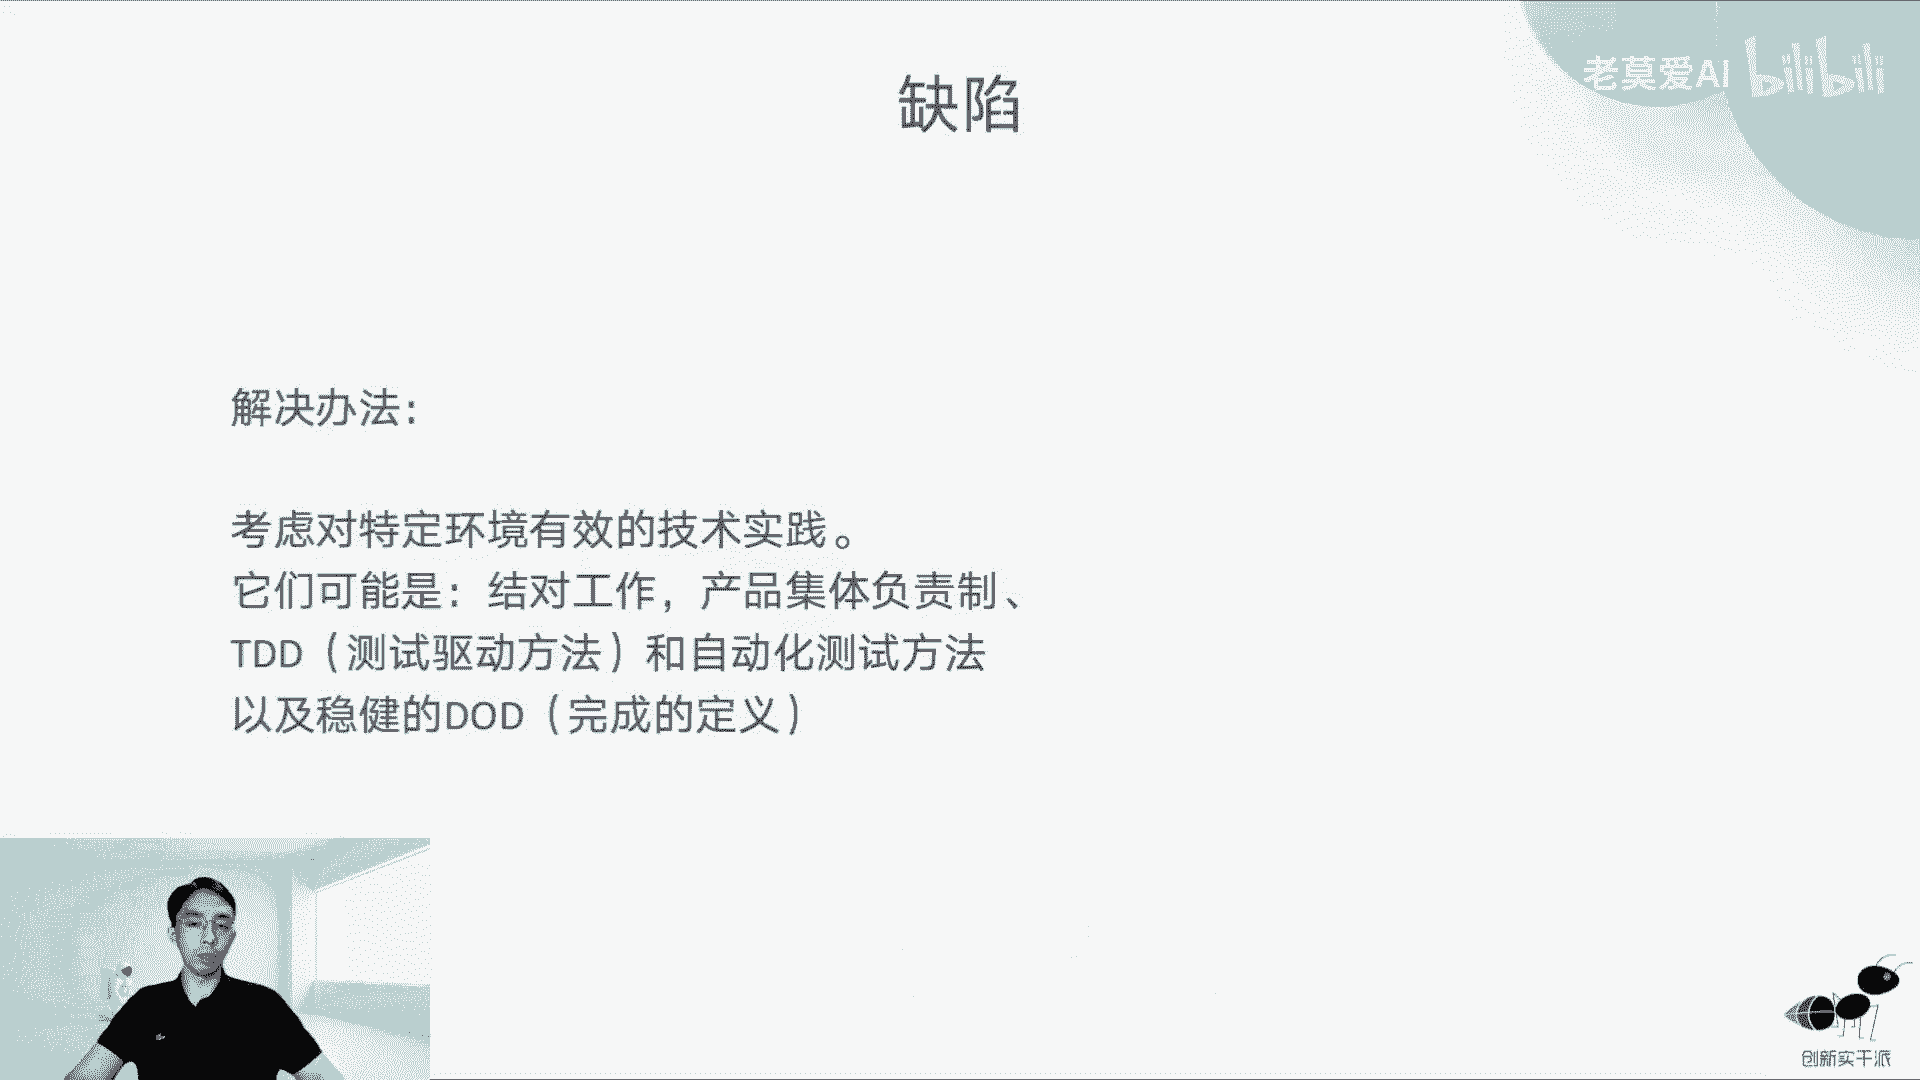 缺陷
老莫爱AI bilibili
解决办法：
考虑对特定环境有效的技术实践。
它们可能是：结对工作，产品集体负责制、
TDD（测试驱动方法）和自动化测试方法
以及稳健的DOD（完成的定义）
创新实干派